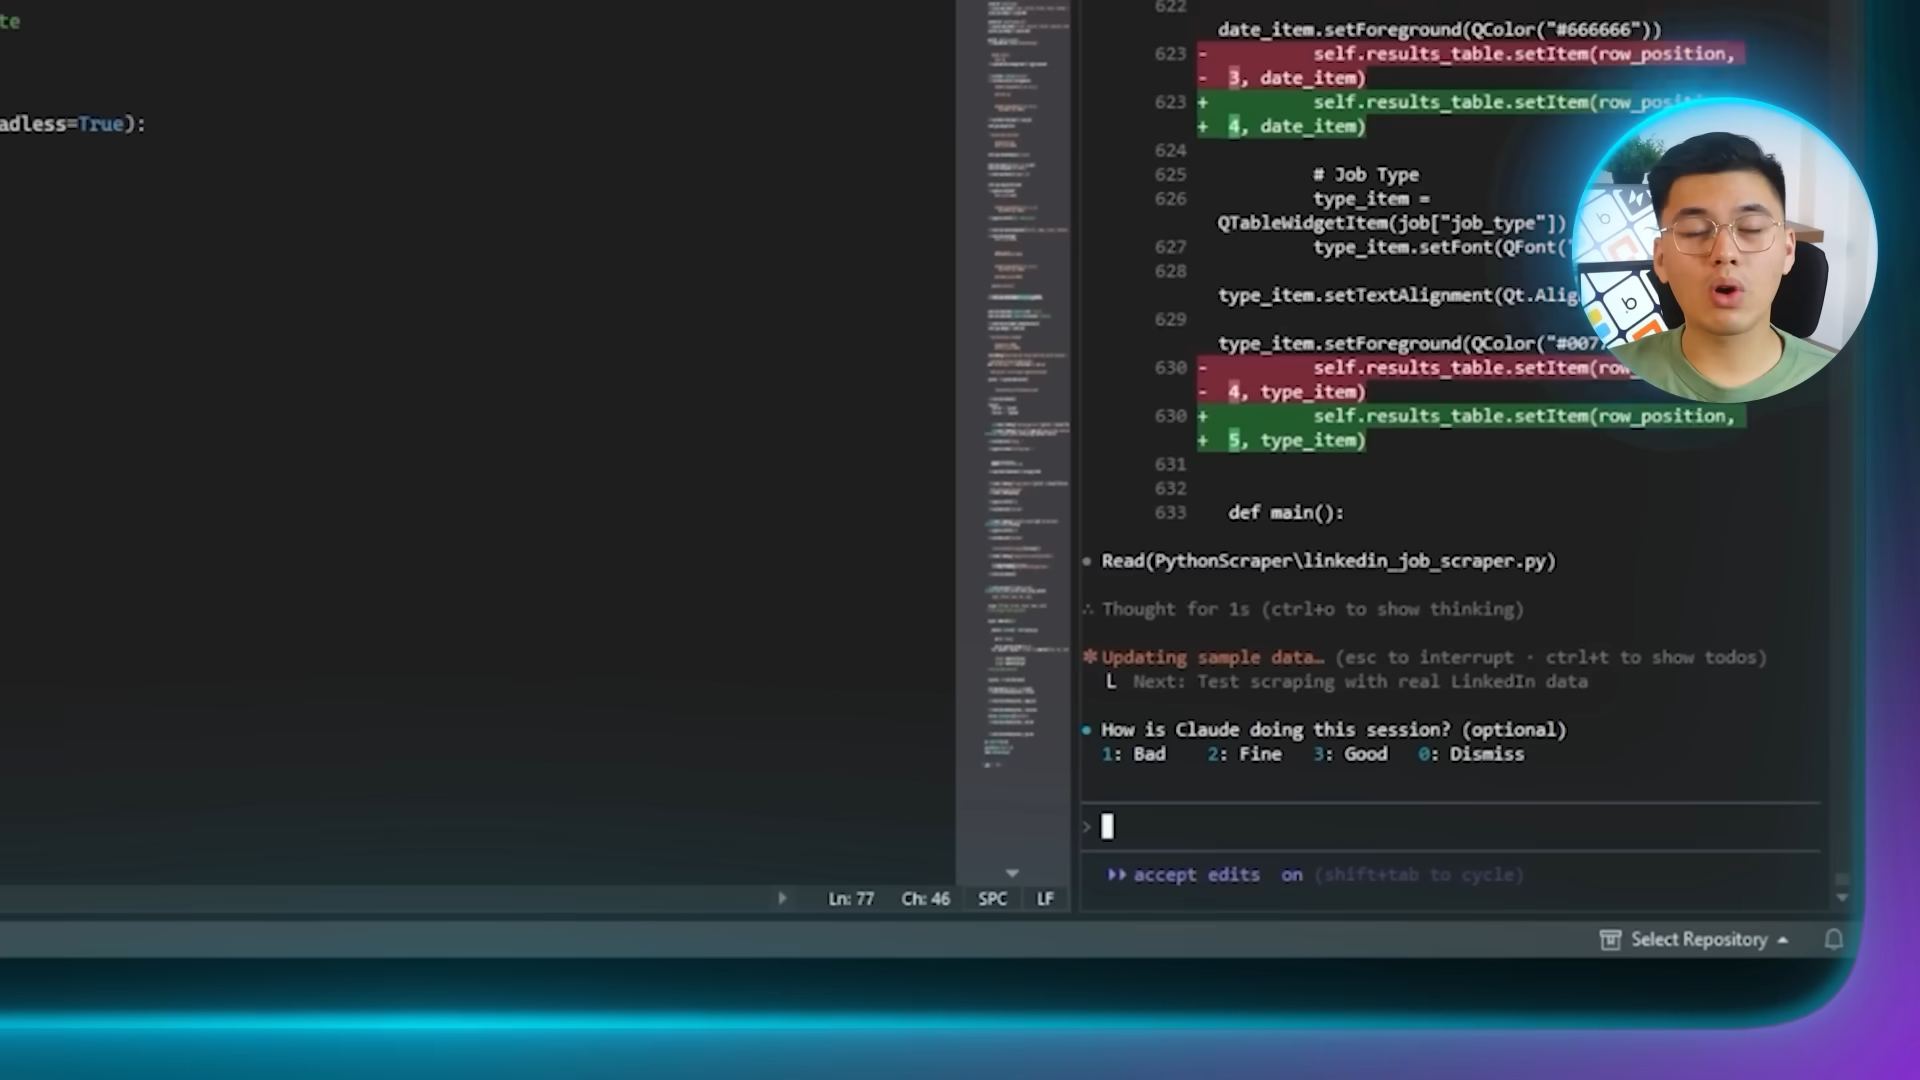 te
adless=True):
622
date_item.setForeground(QColor("#666666"))
623 - self.results_table.setItem(row_position,
- 3, date_item)
623 + self.results_table.setItem(row_posit
+ 4, date_item)
624
625 # Job Type
626 type_item =
QTableWidgetItem(job["job_type"])
627 type_item.setFont(QFont("
628
type_item.setTextAlignment(Qt.Alig
629
type_item.setForeground(QColor("#007
630 - self.results_table.setItem(row
- 4, type_item)
630 + self.results_table.setItem(row_position,
+ 5, type_item)
631
632
633 def main():
Read(PythonScraper\linkedin_job_scraper.py)
∴ Thought for 1s (ctrl+o to show thinking)
* Updating sample data… (esc to interrupt · ctrl+t to show todos)
L Next: Test scraping with real LinkedIn data
● How is Claude doing this session? (optional)
1: Bad 2: Fine 3: Good 0: Dismiss
>
▸▸ accept edits on (shift+tab to cycle)
Ln: 77 Ch: 46 SPC LF
Select Repository